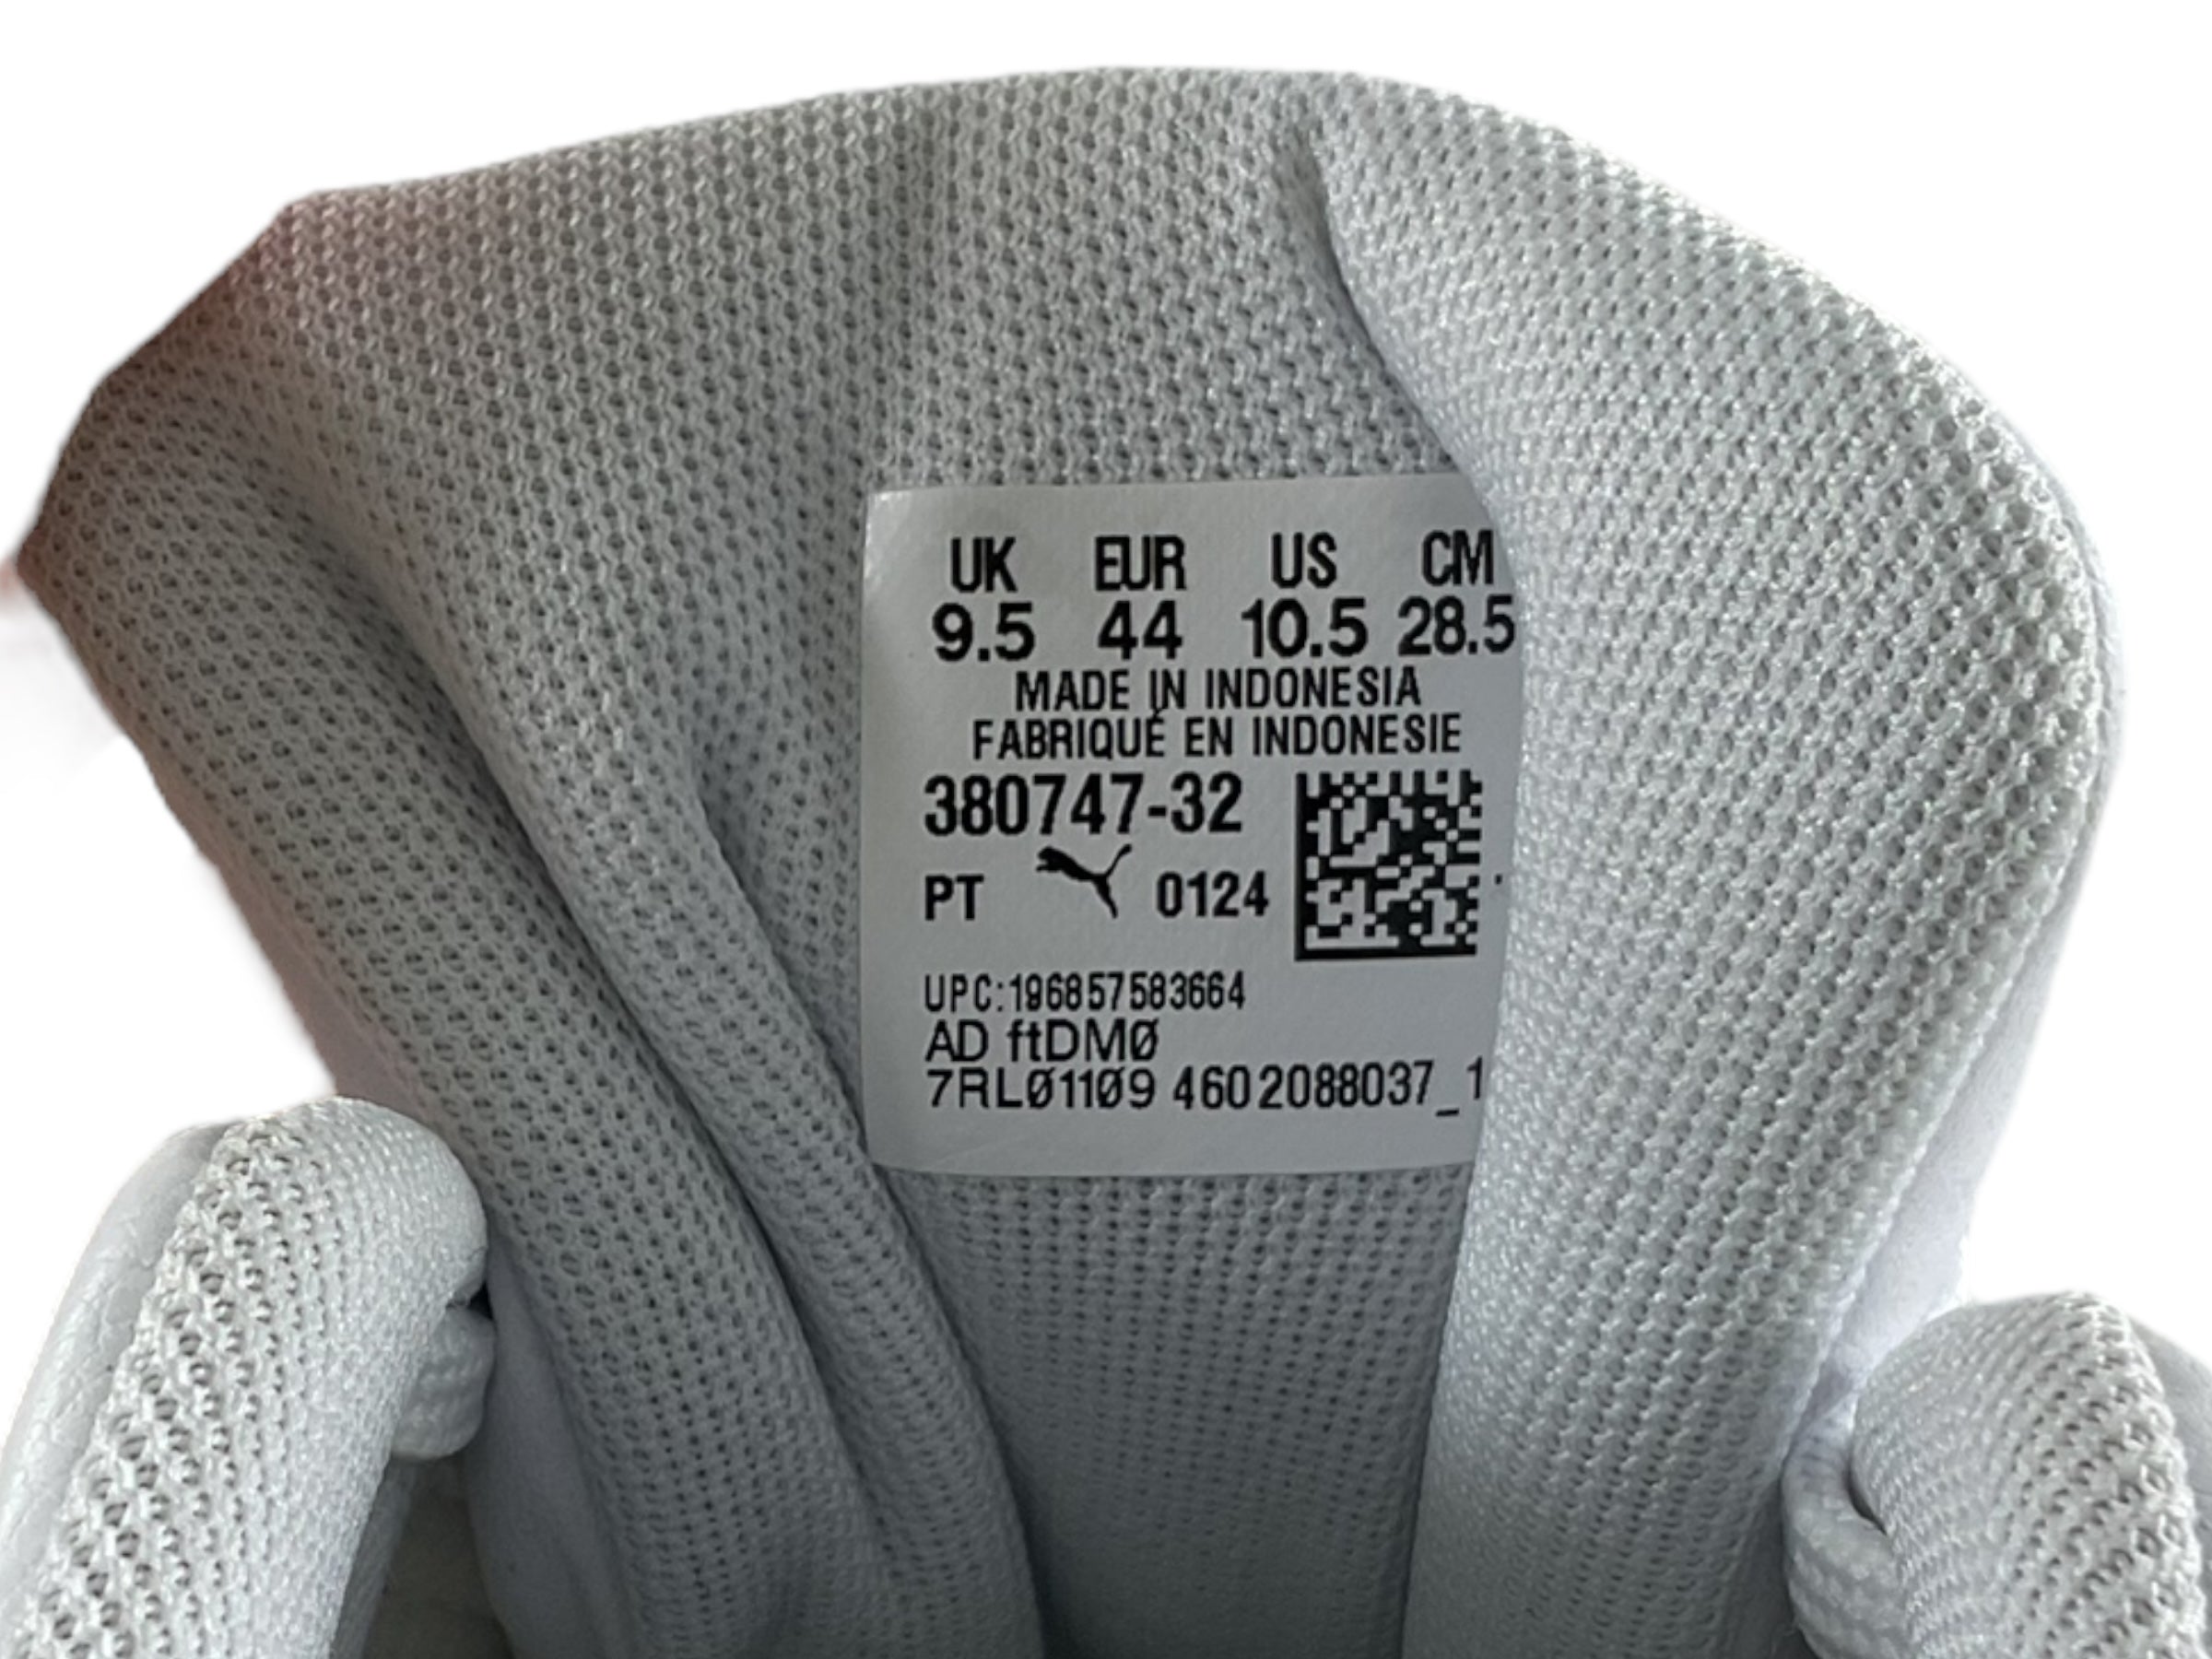 UK EUR US CM
9.5 44 10.5 28.5
MADE IN INDONESIA
FABRIQUÉ EN INDONESIE
380747-32
PT 0124
UPC:196857583664
AD ftDMØ
7RLØ11Ø9 4602088037_1